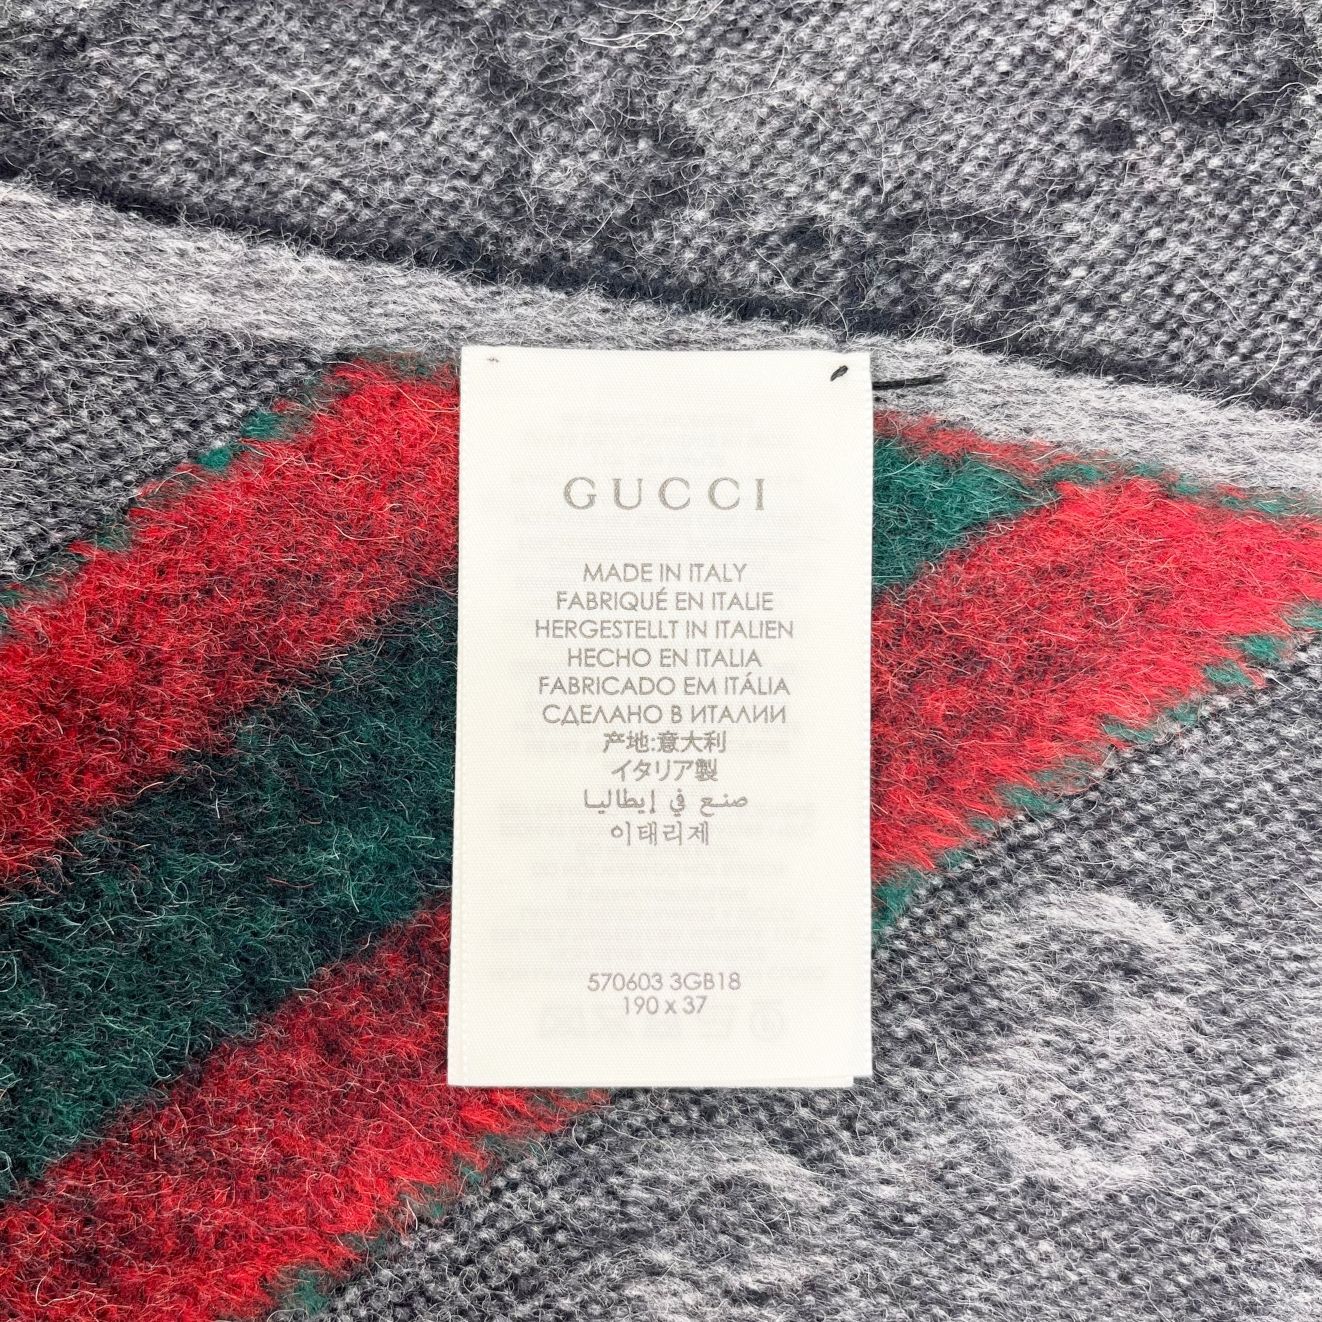 GUCCI
MADE IN ITALY
FABRIQUÉ EN ITALIE
HERGESTELLT IN ITALIEN
HECHO EN ITALIA
FABRICADO EM ITÁLIA
СДЕЛАНО В ИТАЛИИ
产地:意大利
イタリア製
صنع في إيطاليا
이태리제
570603 3GB18
190 x 37